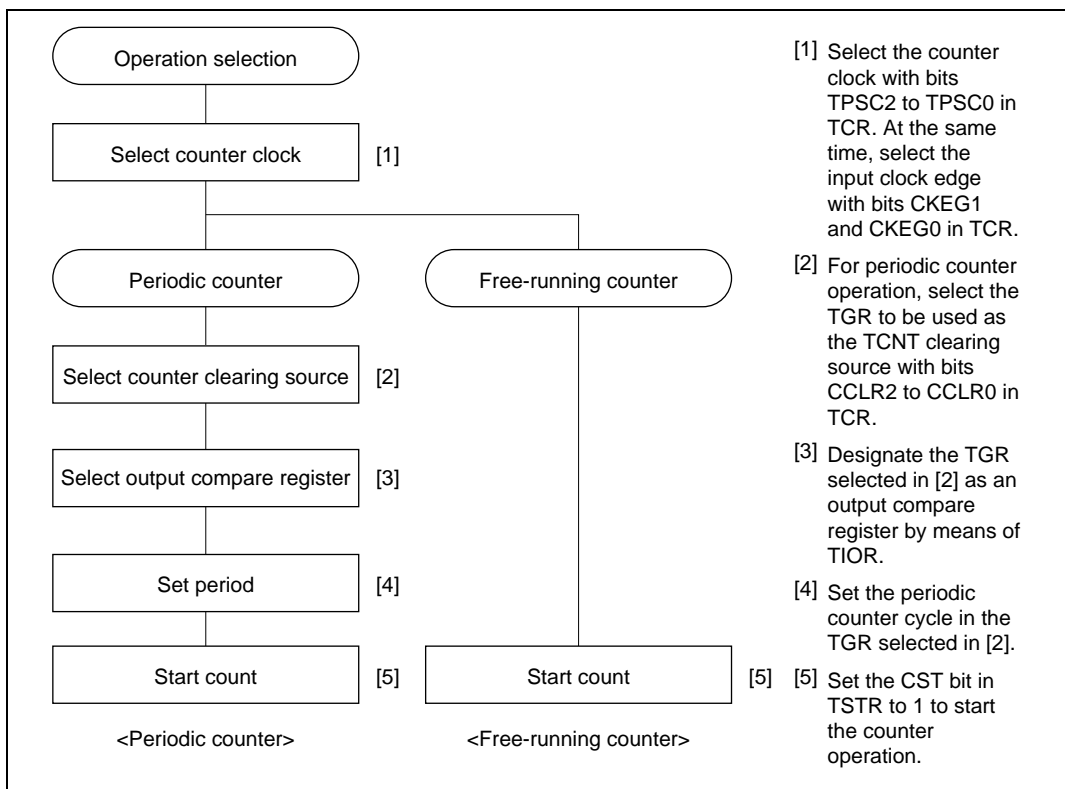 Operation selection
Select counter clock
[1]
Periodic counter
Free-running counter
Select counter clearing source
[2]
Select output compare register
[3]
Set period
[4]
Start count
[5]
Start count
[5]
<Periodic counter>
<Free-running counter>
[1] Select the counter
clock with bits
TPSC2 to TPSC0 in
TCR. At the same
time, select the
input clock edge
with bits CKEG1
and CKEG0 in TCR.
[2] For periodic counter
operation, select the
TGR to be used as
the TCNT clearing
source with bits
CCLR2 to CCLR0 in
TCR.
[3] Designate the TGR
selected in [2] as an
output compare
register by means of
TIOR.
[4] Set the periodic
counter cycle in the
TGR selected in [2].
[5] Set the CST bit in
TSTR to 1 to start
the counter
operation.